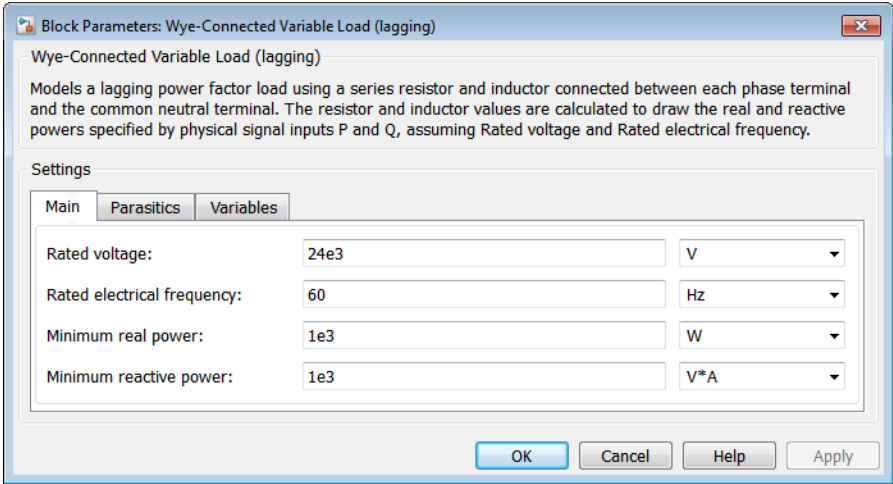 Block Parameters: Wye-Connected Variable Load (lagging)
Wye-Connected Variable Load (lagging)
Models a lagging power factor load using a series resistor and inductor connected between each phase terminal
and the common neutral terminal. The resistor and inductor values are calculated to draw the real and reactive
powers specified by physical signal inputs P and Q, assuming Rated voltage and Rated electrical frequency.
Settings
Main Parasitics Variables
Rated voltage: 24e3 V
Rated electrical frequency: 60 Hz
Minimum real power: 1e3 W
Minimum reactive power: 1e3 V*A
OK Cancel Help Apply